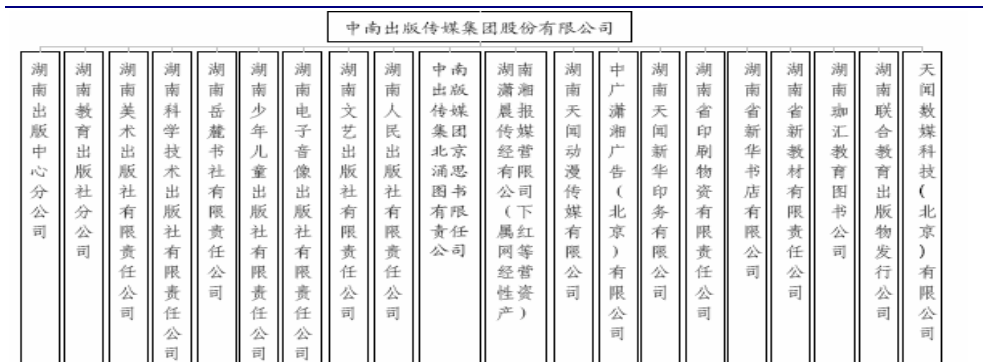 中南出版传媒集团股份有限公司
湖南出版中心分公司
湖南教育出版社分公司
湖南美术出版社有限责任公司
湖南科学技术出版社有限责任公司
湖南岳麓书社有限责任公司
湖南少年儿童出版社有限责任公司
湖南电子音像出版社有限责任公司
湖南文艺出版社有限责任公司
湖南人民出版社有限责任公司
中南出版传媒集团北京涌思图书有限责任公司
湖南潇湘晨报传媒经营有限公司（下属红网等经营性资产）
湖南天闻动漫传媒有限公司
中广潇湘广告（北京）有限公司
湖南天闻新华印务有限公司
湖南省印刷物资有限责任公司
湖南省新华书店有限公司
湖南省新教材有限责任公司
湖南珈汇教育图书公司
湖南联合教育出版物发行公司
天闻数媒科技（北京）有限公司